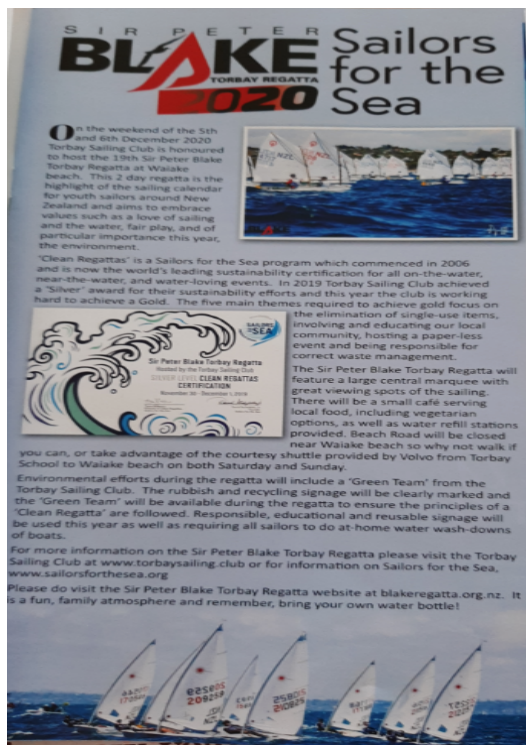 SIR PETER
BLAKE
TORBAY REGATTA
2020
Sailors
for the
Sea
On the weekend of the 5th
and 6th December 2020
Torbay Sailing Club is honoured
to host the 19th Sir Peter Blake
Torbay Regatta at Waiake
beach. This 2 day regatta is the
highlight of the sailing calendar
for youth sailors around New
Zealand and aims to embrace
values such as a love of sailing
and the water, fair play, and of
particular importance this year,
the environment.
'Clean Regattas' is a Sailors for the Sea program which commenced in 2006
and is now the world's leading sustainability certification for all on-the-water,
near-the-water, and water-loving events. In 2019 Torbay Sailing Club achieved
a 'Silver' award for their sustainability efforts and this year the club is working
hard to achieve a Gold. The five main themes required to achieve gold focus on
the elimination of single-use items,
involving and educating our local
community, hosting a paper-less
event and being responsible for
correct waste management.
SAILORS
SEA
Sir Peter Blake Torbay Regatta
Hosted by the Torbay Sailing Club
SILVER LEVEL CLEAN REGATTAS
CERTIFICATION
November 30 - December 1, 2019
The Sir Peter Blake Torbay Regatta will
feature a large central marquee with
great viewing spots of the sailing.
There will be a small café serving
local food, including vegetarian
options, as well as water refill stations
provided. Beach Road will be closed
near Waiake beach so why not walk if
you can, or take advantage of the courtesy shuttle provided by Volvo from Torbay
School to Waiake beach on both Saturday and Sunday.
Environmental efforts during the regatta will include a 'Green Team' from the
Torbay Sailing Club. The rubbish and recycling signage will be clearly marked and
the 'Green Team' will be available during the regatta to ensure the principles of a
'Clean Regatta' are followed. Responsible, educational and reusable signage will
be used this year as well as requiring all sailors to do at-home water wash-downs
of boats.
For more information on the Sir Peter Blake Torbay Regatta please visit the Torbay
Sailing Club at www.torbaysailing.club or for information on Sailors for the Sea,
www.sailorsforthesea.org
Please do visit the Sir Peter Blake Torbay Regatta website at blakeregatta.org.nz. It
is a fun, family atmosphere and remember, bring your own water bottle!